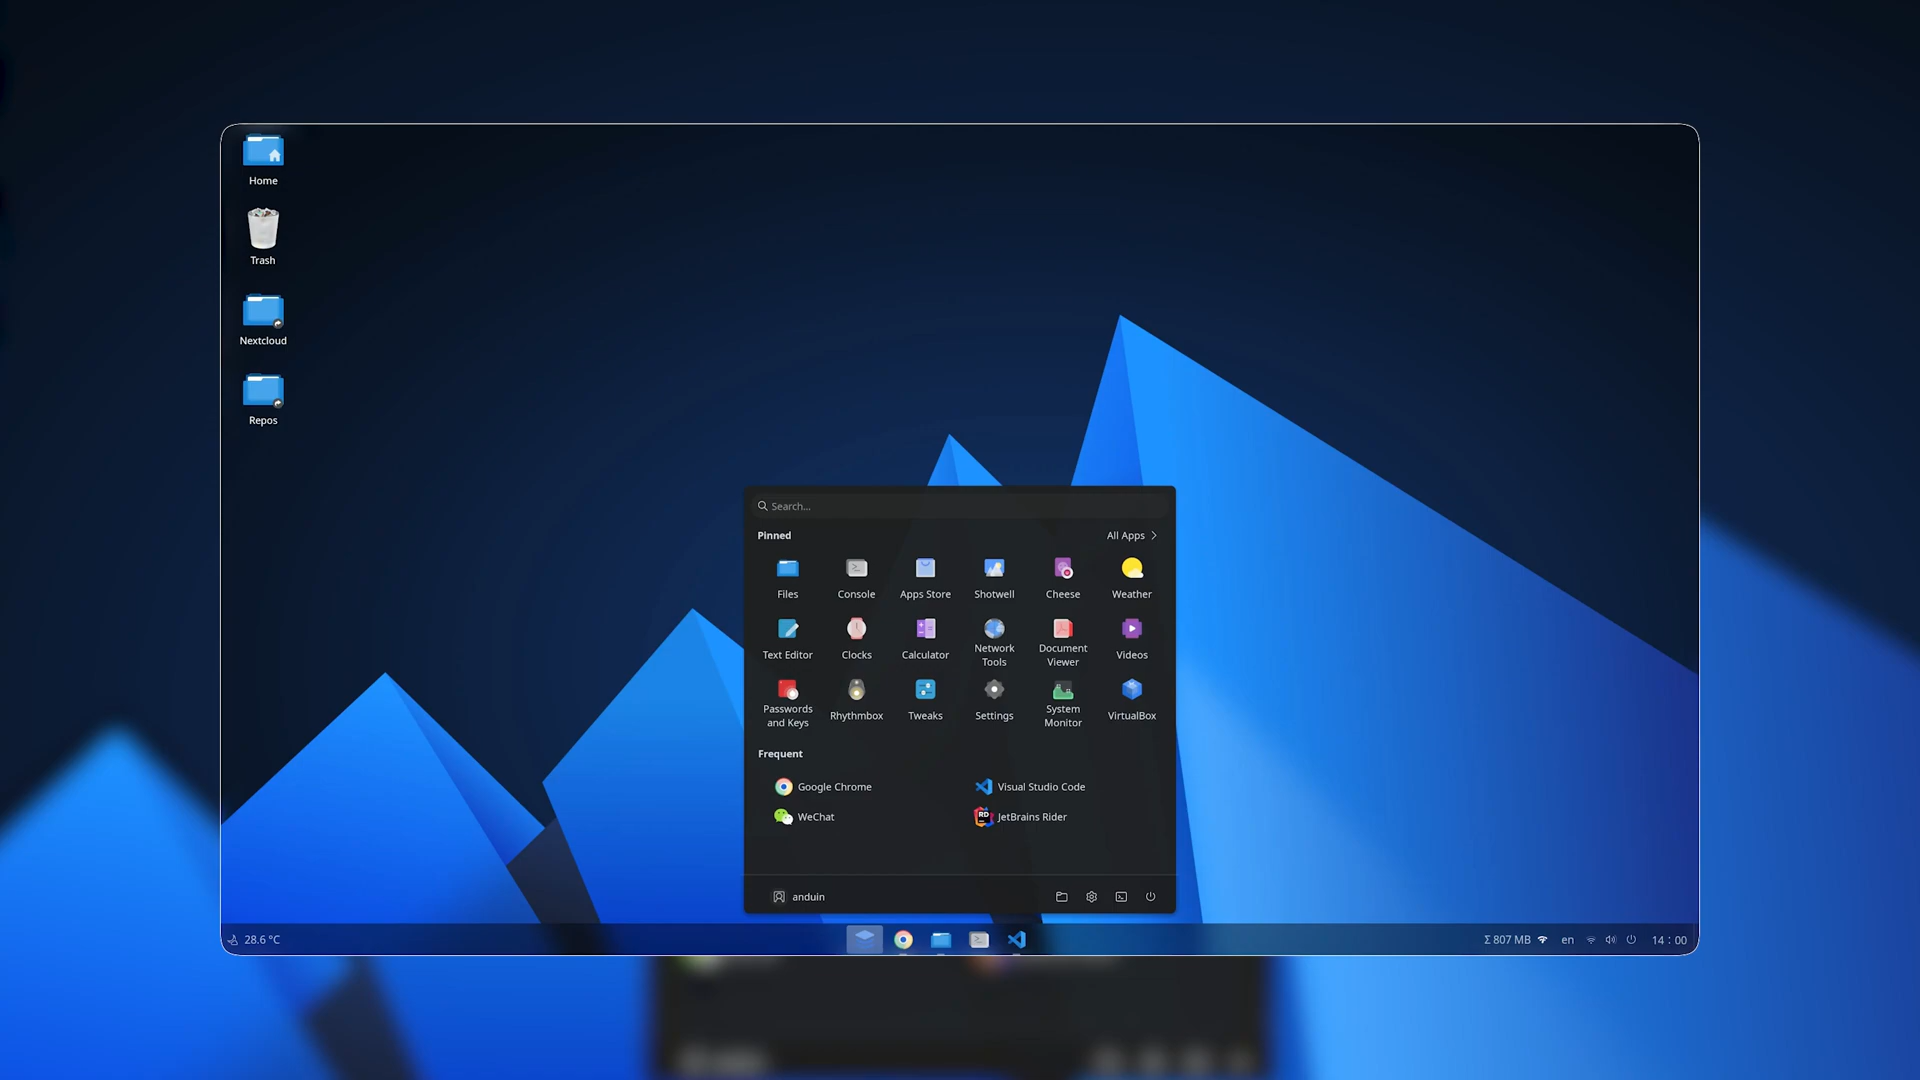 Home
Trash
Nextcloud
Repos
Search...
Pinned
All Apps
Files
Console
Apps Store
Shotwell
Cheese
Weather
Text Editor
Clocks
Calculator
Network
Tools
Document
Viewer
Videos
Passwords
and Keys
Rhythmbox
Tweaks
Settings
System
Monitor
VirtualBox
Frequent
Google Chrome
Visual Studio Code
WeChat
RD
JetBrains Rider
anduin
28.6 °C
Σ 807 MB
en
14 : 00